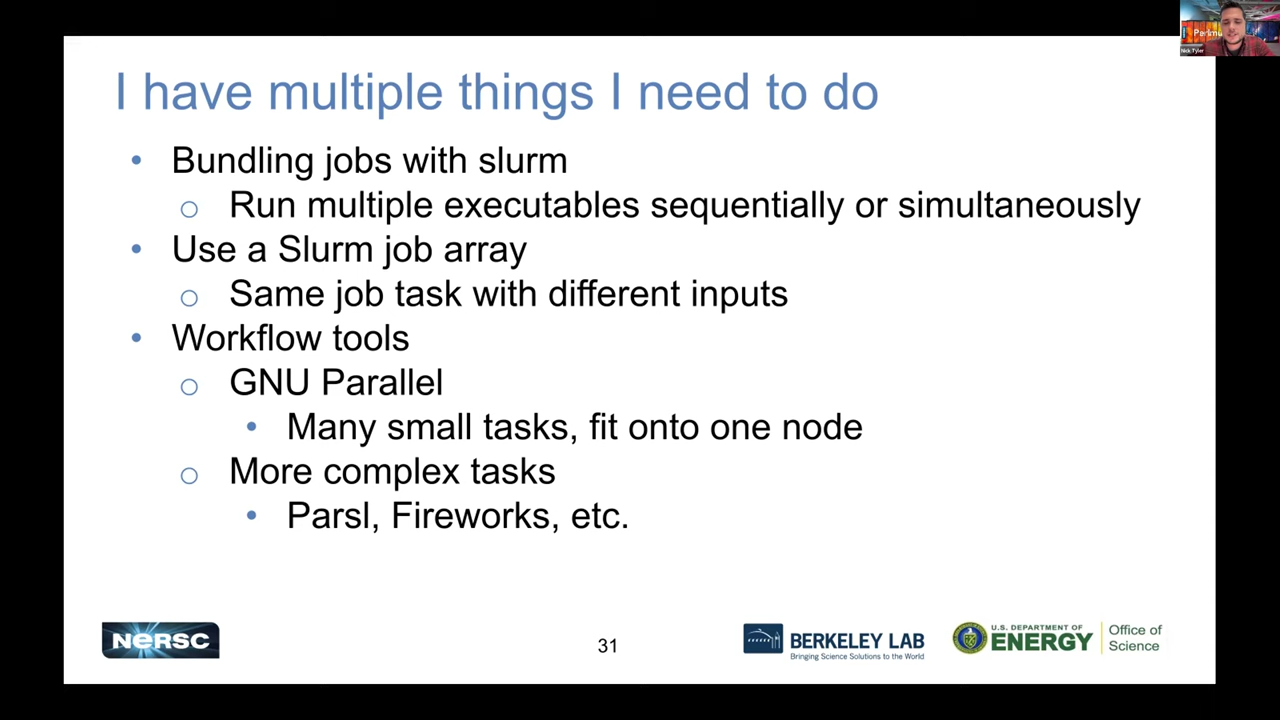 I have multiple things I need to do
• Bundling jobs with slurm
o Run multiple executables sequentially or simultaneously
• Use a Slurm job array
o Same job task with different inputs
• Workflow tools
o GNU Parallel
• Many small tasks, fit onto one node
o More complex tasks
• Parsl, Fireworks, etc.
NERSC
31
BERKELEY LAB
Bringing Science Solutions to the World
U.S. DEPARTMENT OF
ENERGY
Office of
Science
Nick Tyler